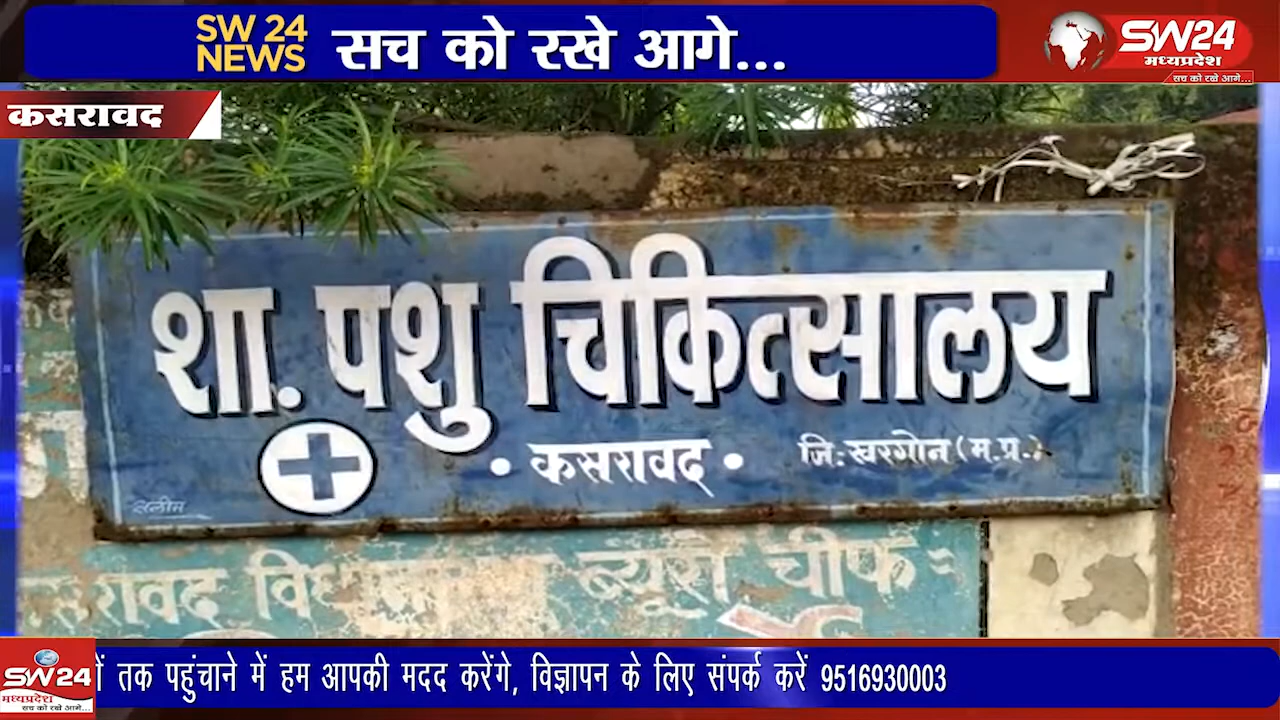 SW 24 NEWS सच को रखे आगे...
SW24
मध्यप्रदेश
सच को रखे आगे...
कसरावद
शा. पशु चिकित्सालय
• कसरावद • जि: खरगोन (म.प्र.)
सलीम
सरावद ब्यूरो चीफ
SW24
मध्यप्रदेश
सच को रखे आगे...
ों तक पहुंचाने में हम आपकी मदद करेंगे, विज्ञापन के लिए संपर्क करें 9516930003